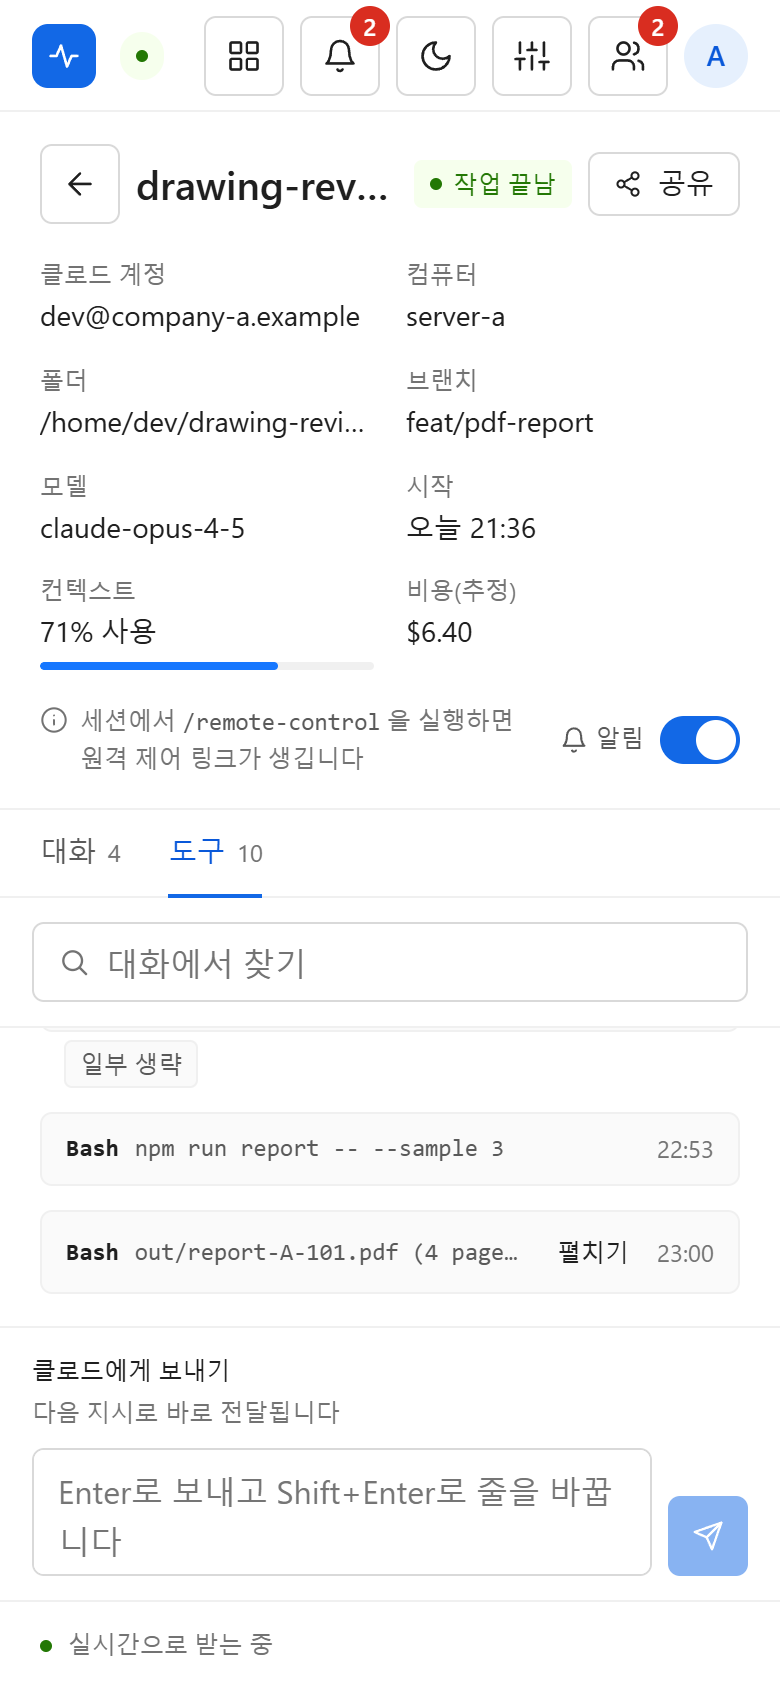 2
2
A
drawing-rev...
작업 끝남
공유
클로드 계정
컴퓨터
dev@company-a.example
server-a
폴더
브랜치
/home/dev/drawing-revi...
feat/pdf-report
모델
시작
claude-opus-4-5
오늘 21:36
컨텍스트
비용(추정)
71% 사용
$6.40
세션에서 /remote-control 을 실행하면
원격 제어 링크가 생깁니다
알림
대화 4
도구 10
대화에서 찾기
일부 생략
Bash npm run report -- --sample 3 22:53
Bash out/report-A-101.pdf (4 page… 펼치기 23:00
클로드에게 보내기
다음 지시로 바로 전달됩니다
Enter로 보내고 Shift+Enter로 줄을 바꿉
니다
실시간으로 받는 중